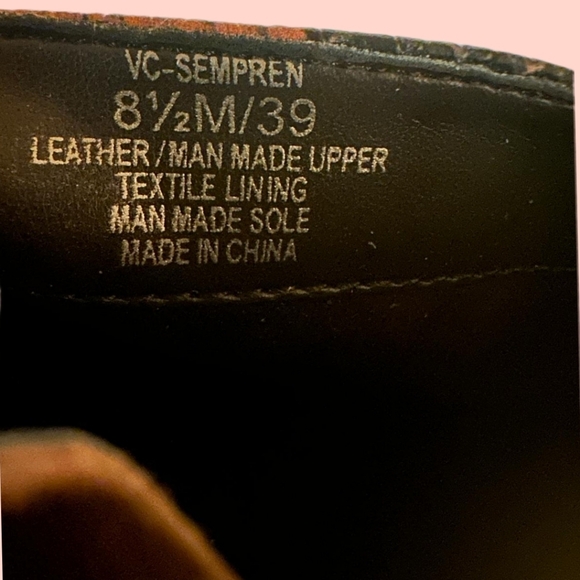 VC-SEMPREN
8½M/39
LEATHER/MAN MADE UPPER
TEXTILE LINING
MAN MADE SOLE
MADE IN CHINA